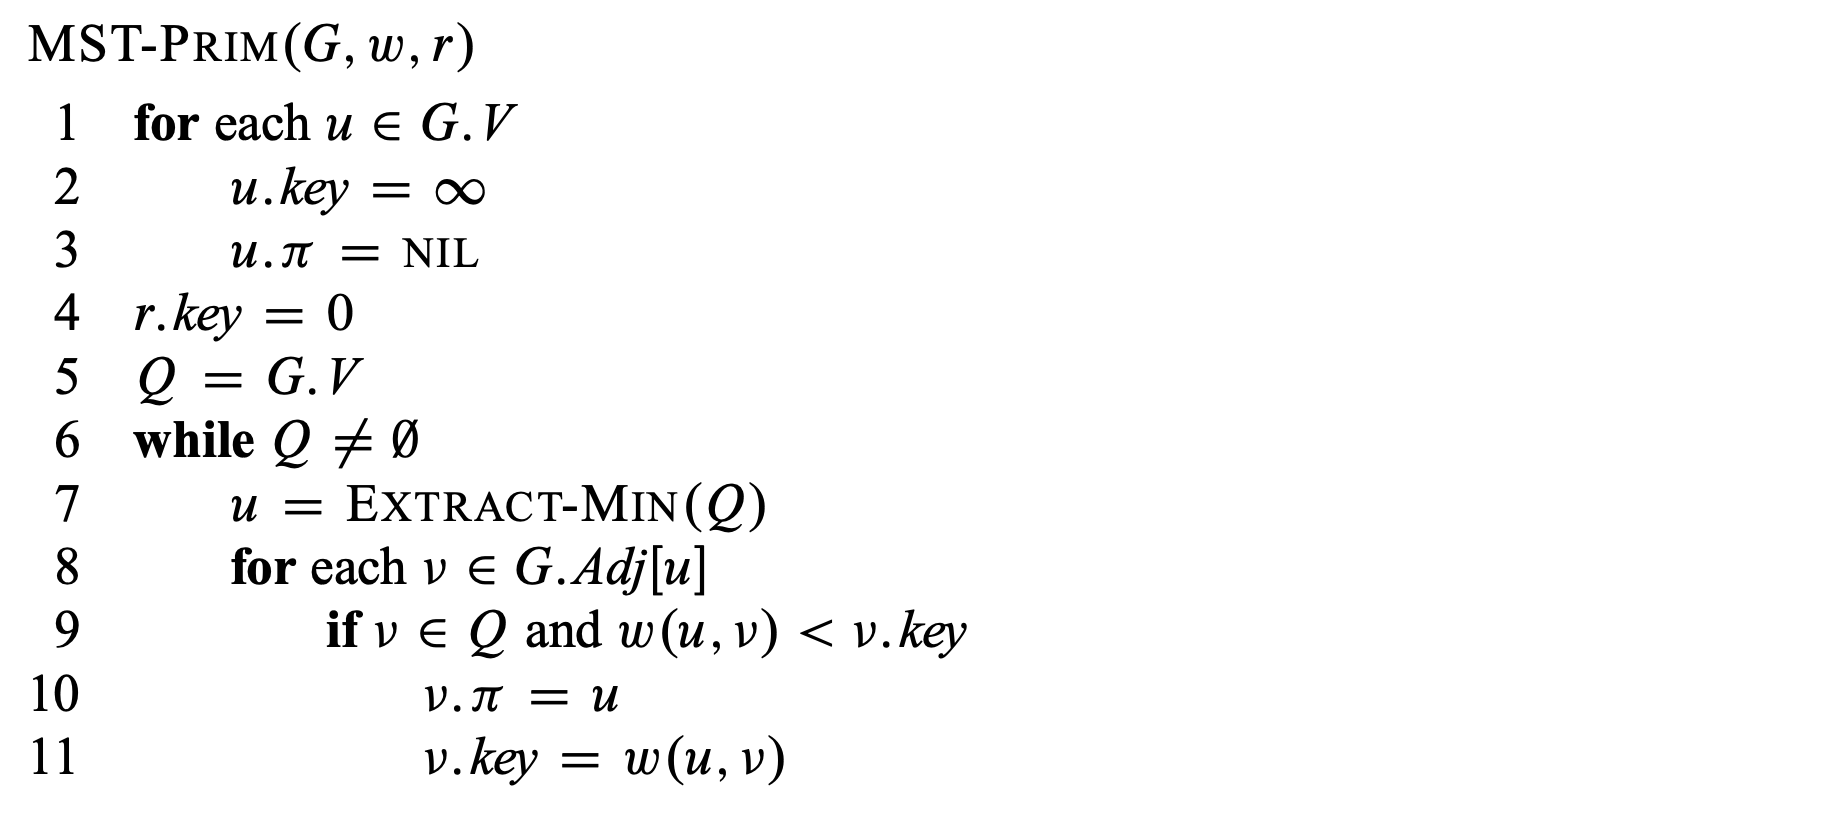 MST-PRIM(G, w, r)
1 for each u ∈ G.V
2 u.key = ∞
3 u.π = NIL
4 r.key = 0
5 Q = G.V
6 while Q ≠ ∅
7 u = EXTRACT-MIN(Q)
8 for each v ∈ G.Adj[u]
9 if v ∈ Q and w(u, v) < v.key
10 v.π = u
11 v.key = w(u, v)